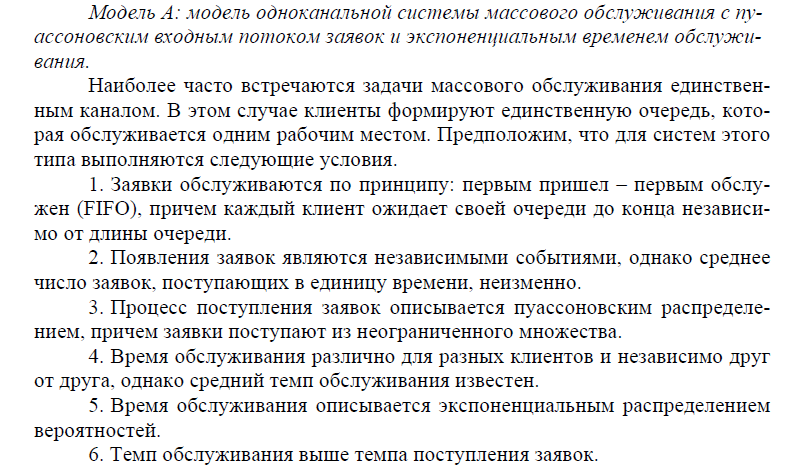 Модель А: модель одноканальной системы массового обслуживания с пу-
ассоновским входным потоком заявок и экспоненциальным временем обслужи-
вания.
Наиболее часто встречаются задачи массового обслуживания единствен-
ным каналом. В этом случае клиенты формируют единственную очередь, кото-
рая обслуживается одним рабочим местом. Предположим, что для систем этого
типа выполняются следующие условия.
1. Заявки обслуживаются по принципу: первым пришел – первым обслу-
жен (FIFO), причем каждый клиент ожидает своей очереди до конца независи-
мо от длины очереди.
2. Появления заявок являются независимыми событиями, однако среднее
число заявок, поступающих в единицу времени, неизменно.
3. Процесс поступления заявок описывается пуассоновским распределе-
нием, причем заявки поступают из неограниченного множества.
4. Время обслуживания различно для разных клиентов и независимо друг
от друга, однако средний темп обслуживания известен.
5. Время обслуживания описывается экспоненциальным распределением
вероятностей.
6. Темп обслуживания выше темпа поступления заявок.